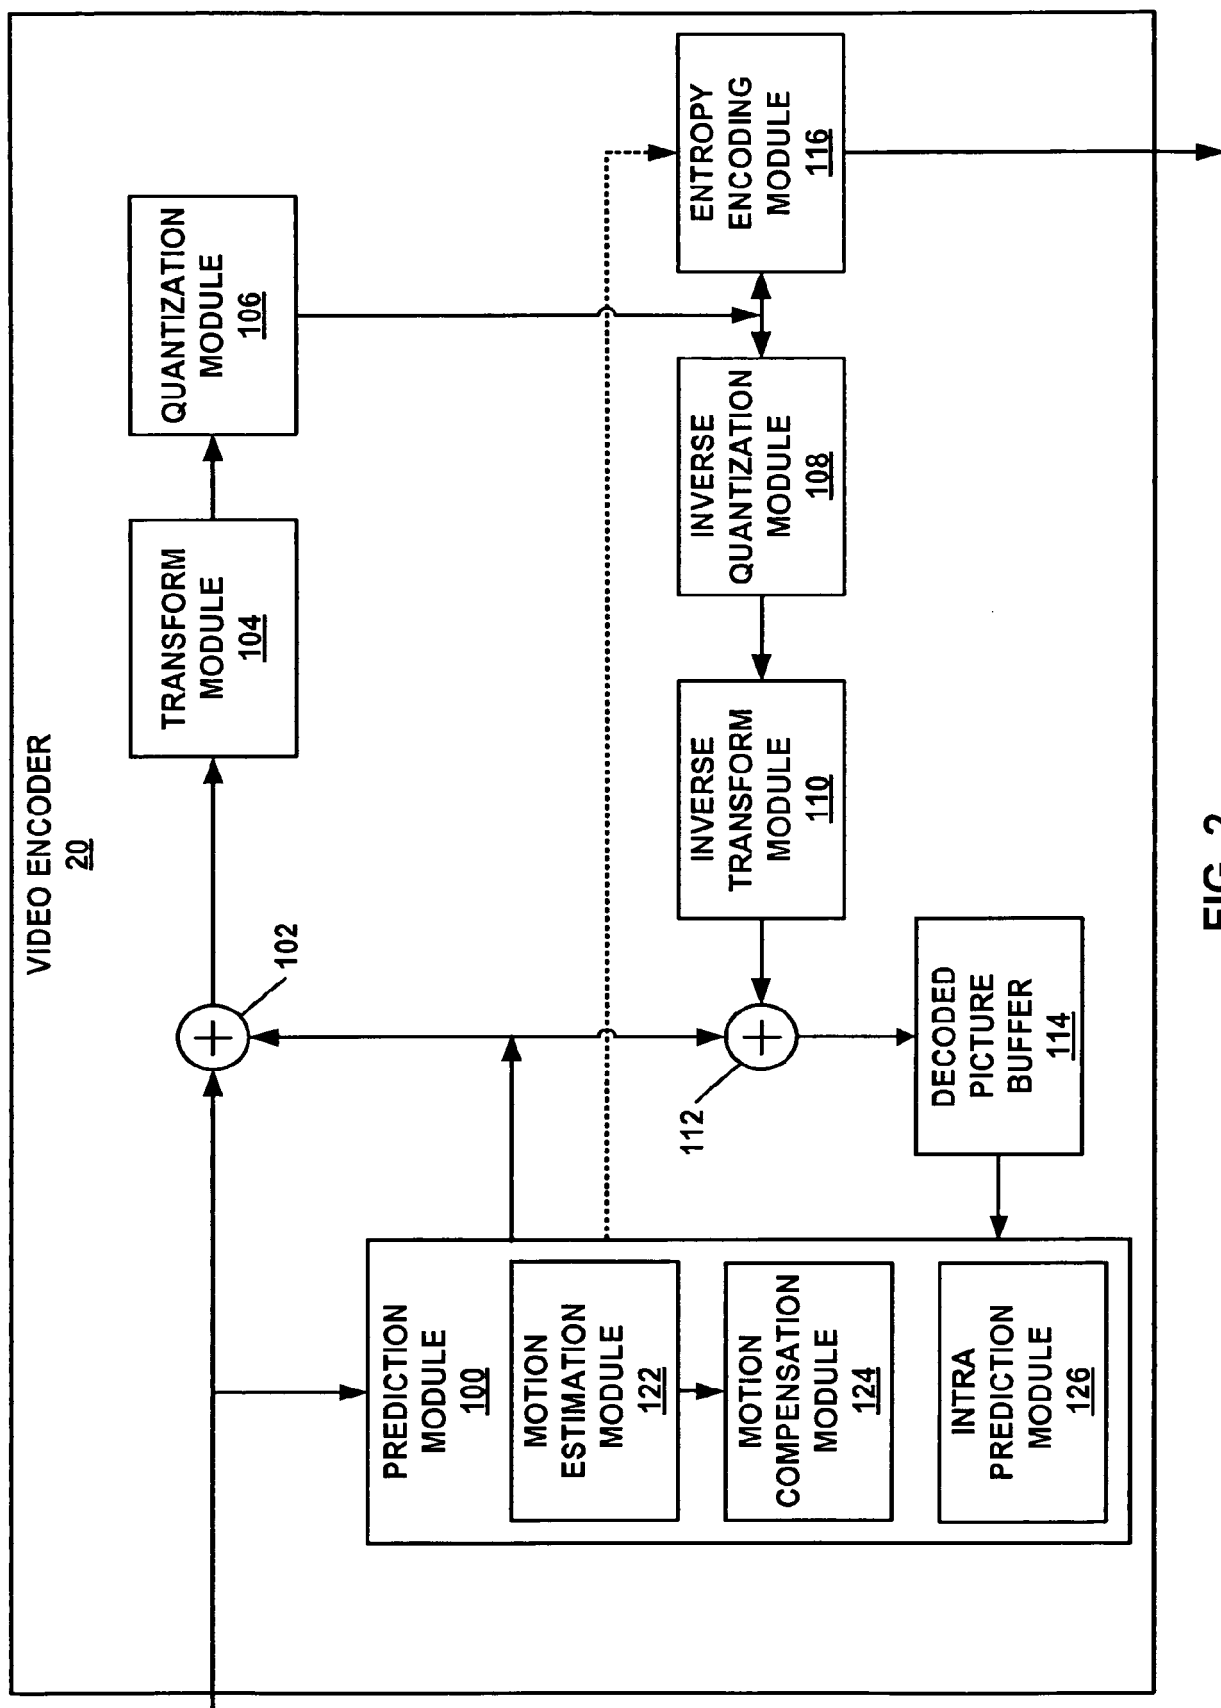 VIDEO ENCODER
20
PREDICTION
MODULE
100
MOTION
ESTIMATION
MODULE
122
MOTION
COMPENSATION
MODULE
124
INTRA
PREDICTION
MODULE
126
102
TRANSFORM
MODULE
104
QUANTIZATION
MODULE
106
112
DECODED
PICTURE
BUFFER
114
INVERSE
TRANSFORM
MODULE
110
INVERSE
QUANTIZATION
MODULE
108
ENTROPY
ENCODING
MODULE
116
FIG. 2